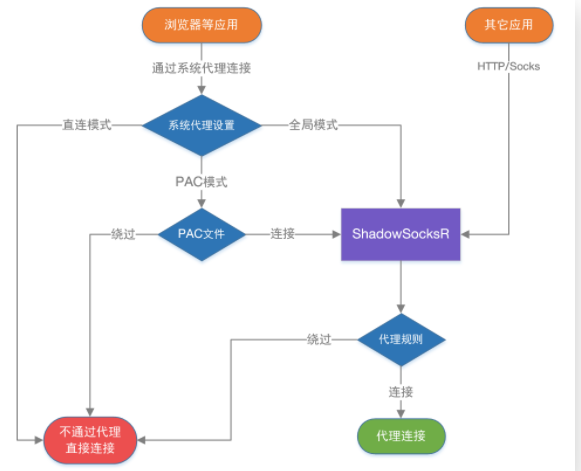 浏览器等应用
其它应用
通过系统代理连接
HTTP/Socks
直连模式
系统代理设置
全局模式
PAC模式
绕过
PAC文件
连接
ShadowSocksR
绕过
代理规则
连接
不通过代理
直接连接
代理连接